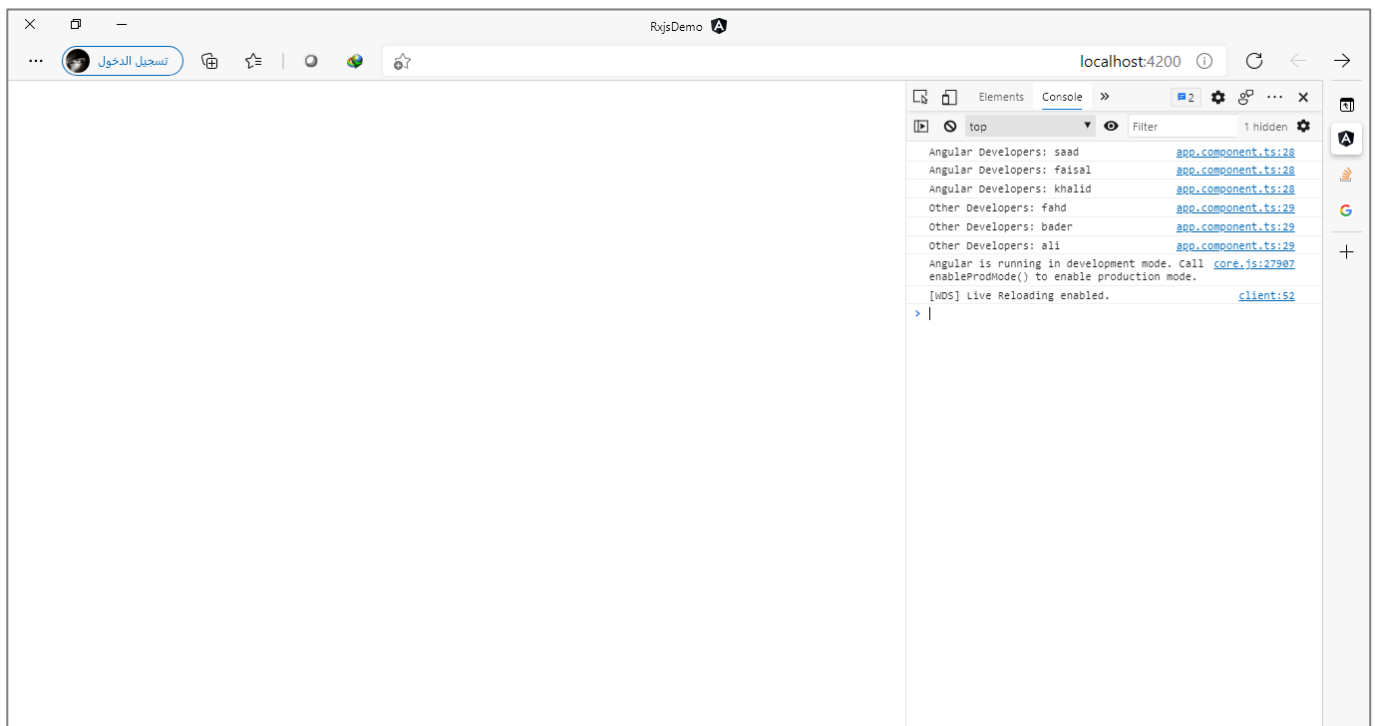 RxjsDemo
تسجيل الدخول
localhost:4200
Elements Console » 2
top Filter 1 hidden
Angular Developers: saad app.component.ts:28
Angular Developers: faisal app.component.ts:28
Angular Developers: khalid app.component.ts:28
Other Developers: fahd app.component.ts:29
Other Developers: bader app.component.ts:29
Other Developers: ali app.component.ts:29
Angular is running in development mode. Call core.js:27907
enableProdMode() to enable production mode.
[WDS] Live Reloading enabled. client:52
>